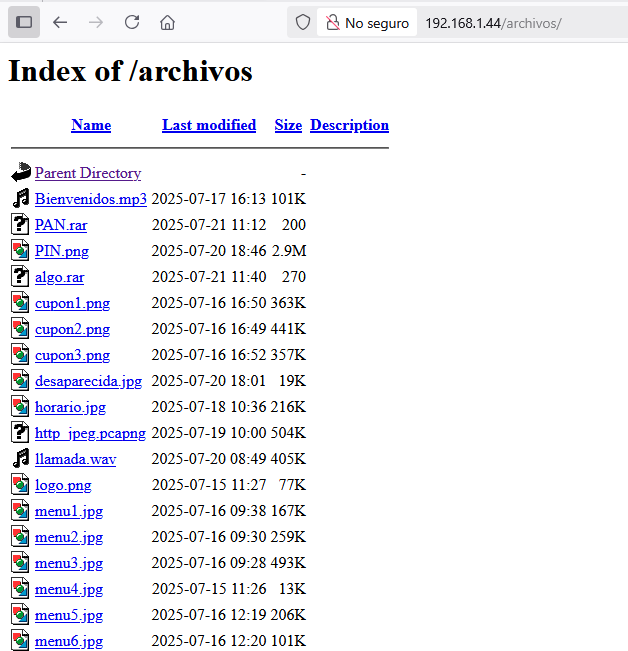 No seguro 192.168.1.44/archivos/
Index of /archivos
Name Last modified Size Description
Parent Directory -
Bienvenidos.mp3 2025-07-17 16:13 101K
PAN.rar 2025-07-21 11:12 200
PIN.png 2025-07-20 18:46 2.9M
algo.rar 2025-07-21 11:40 270
cupon1.png 2025-07-16 16:50 363K
cupon2.png 2025-07-16 16:49 441K
cupon3.png 2025-07-16 16:52 357K
desaparecida.jpg 2025-07-20 18:01 19K
horario.jpg 2025-07-18 10:36 216K
http_jpeg.pcapng 2025-07-19 10:00 504K
llamada.wav 2025-07-20 08:49 405K
logo.png 2025-07-15 11:27 77K
menu1.jpg 2025-07-16 09:38 167K
menu2.jpg 2025-07-16 09:30 259K
menu3.jpg 2025-07-16 09:28 493K
menu4.jpg 2025-07-15 11:26 13K
menu5.jpg 2025-07-16 12:19 206K
menu6.jpg 2025-07-16 12:20 101K